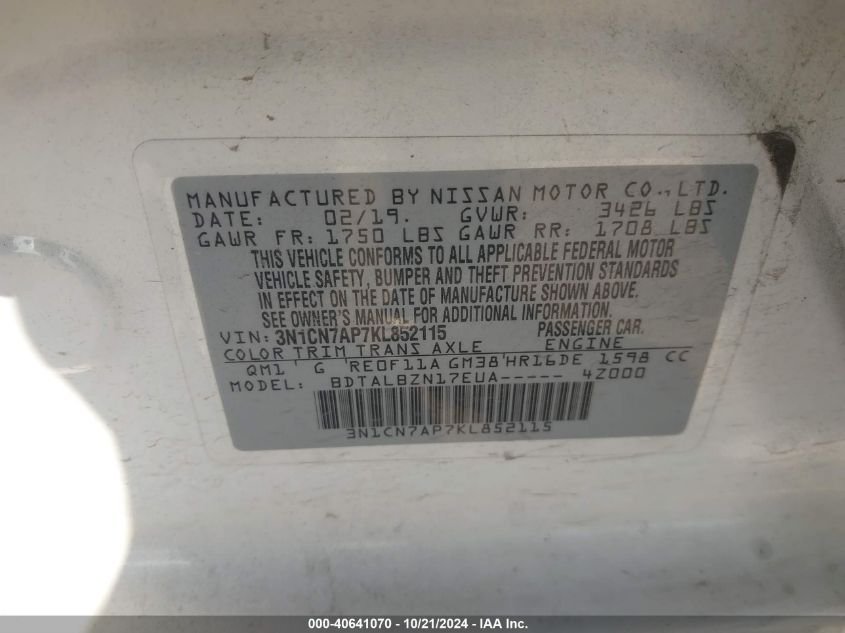 MANUFACTURED BY NISSAN MOTOR CO., LTD.
DATE: 02/19. GVWR: 3426 LBS
GAWR FR: 1750 LBS GAWR RR: 1708 LBS
THIS VEHICLE CONFORMS TO ALL APPLICABLE FEDERAL MOTOR
VEHICLE SAFETY, BUMPER AND THEFT PREVENTION STANDARDS
IN EFFECT ON THE DATE OF MANUFACTURE SHOWN ABOVE.
SEE OWNER'S MANUAL FOR ADDITIONAL INFORMATION.
VIN: 3N1CN7AP7KL852115 PASSENGER CAR.
COLOR TRIM TRANS AXLE ENGINE
QM1 G RE0F11A GM38 HR16DE 1598 CC
MODEL: BDTALBZN17EUA----- 4Z000
3N1CN7AP7KL852115
000-40641070 - 10/21/2024 - IAA Inc.